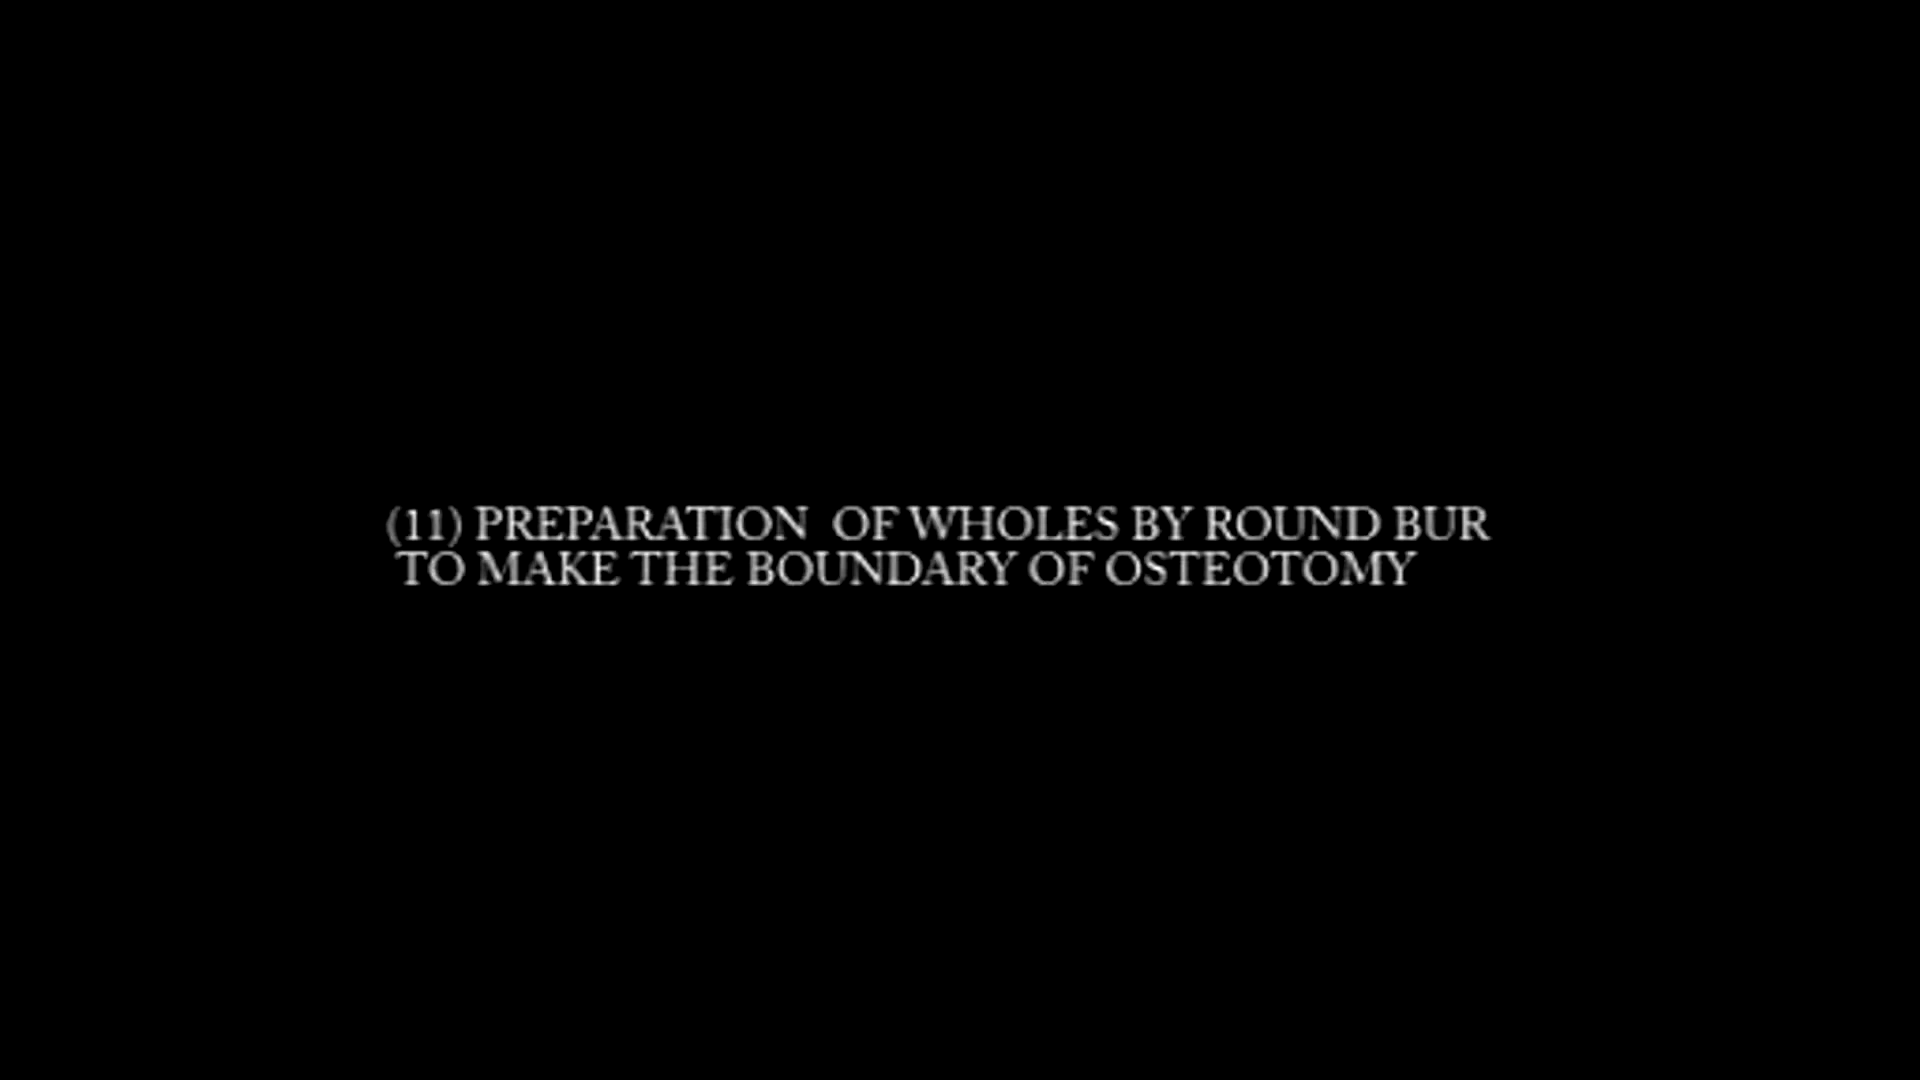 (11) PREPARATION  OF WHOLES BY ROUND BUR
TO MAKE THE BOUNDARY OF OSTEOTOMY